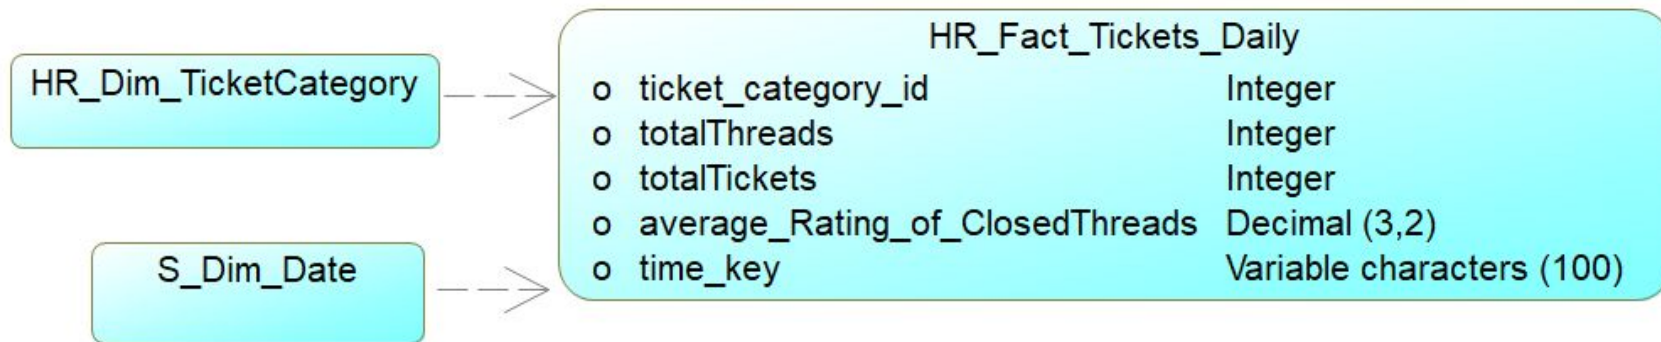 HR_Dim_TicketCategory
S_Dim_Date
HR_Fact_Tickets_Daily
o ticket_category_id Integer
o totalThreads Integer
o totalTickets Integer
o average_Rating_of_ClosedThreads Decimal (3,2)
o time_key Variable characters (100)